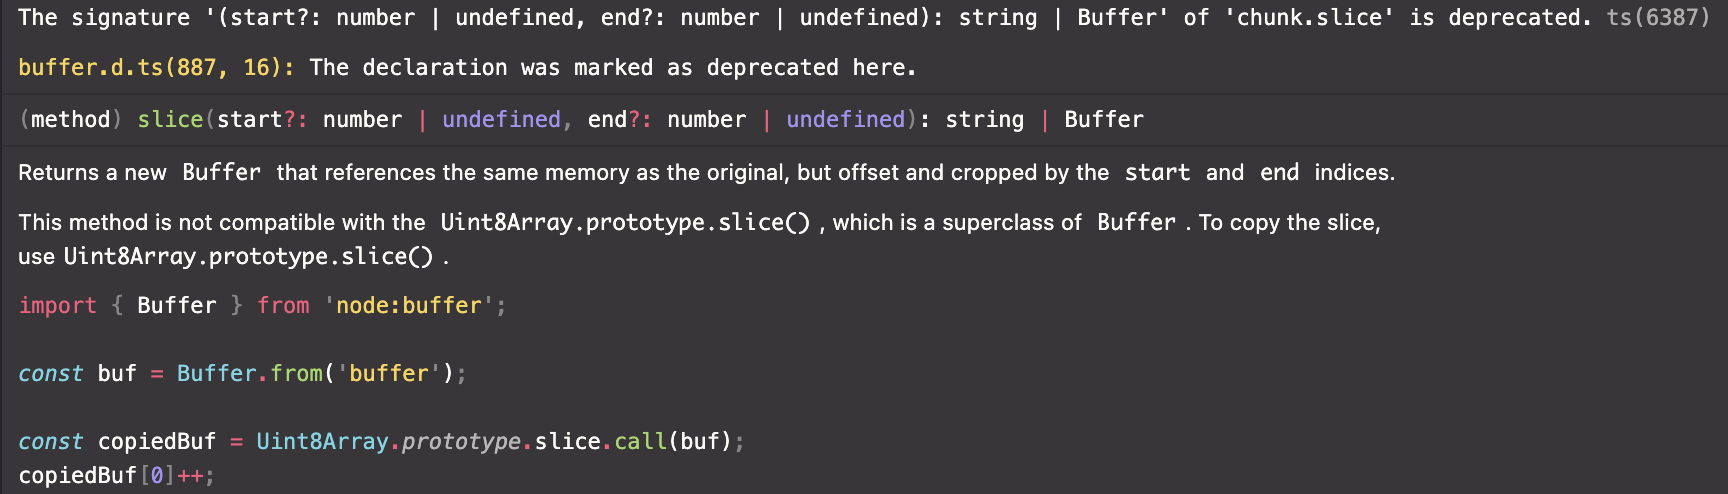 The signature '(start?: number | undefined, end?: number | undefined): string | Buffer' of 'chunk.slice' is deprecated. ts(6387)
buffer.d.ts(887, 16): The declaration was marked as deprecated here.
(method) slice(start?: number | undefined, end?: number | undefined): string | Buffer
Returns a new Buffer that references the same memory as the original, but offset and cropped by the start and end indices.
This method is not compatible with the Uint8Array.prototype.slice() , which is a superclass of Buffer . To copy the slice,
use Uint8Array.prototype.slice() .
import { Buffer } from 'node:buffer';
const buf = Buffer.from('buffer');
const copiedBuf = Uint8Array.prototype.slice.call(buf);
copiedBuf[0]++;